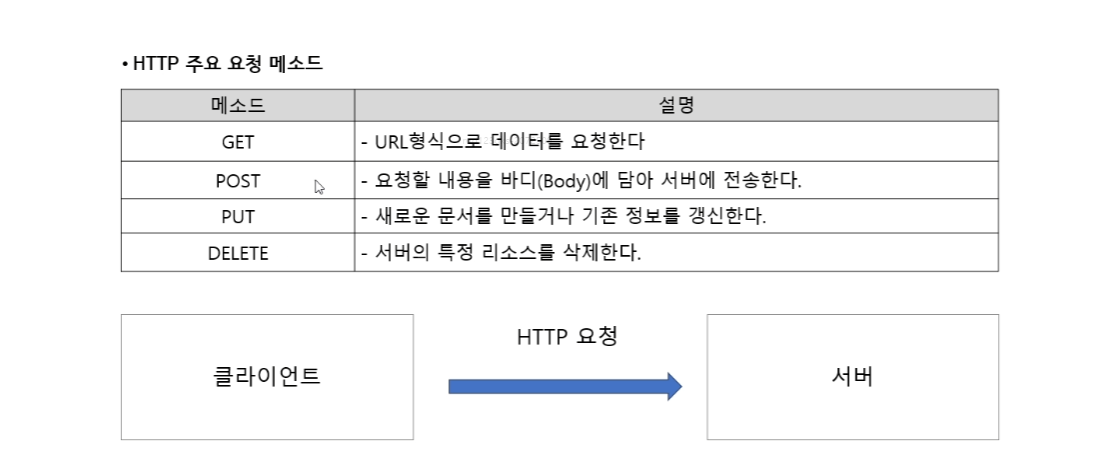 • HTTP 주요 요청 메소드
메소드 설명
GET - URL형식으로 데이터를 요청한다
POST - 요청할 내용을 바디(Body)에 담아 서버에 전송한다.
PUT - 새로운 문서를 만들거나 기존 정보를 갱신한다.
DELETE - 서버의 특정 리소스를 삭제한다.
HTTP 요청
클라이언트 서버